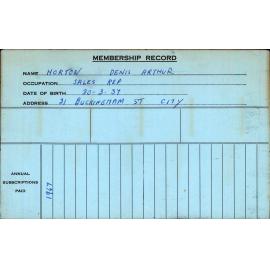 MEMBERSHIP RECORD
NAME HORTON DENIS ARTHUR
OCCUPATION SALES REP
DATE OF BIRTH 20-3-37
ADDRESS 21 BUCKINGHAM ST CITY
ANNUAL
SUBSCRIPTIONS
PAID
1967